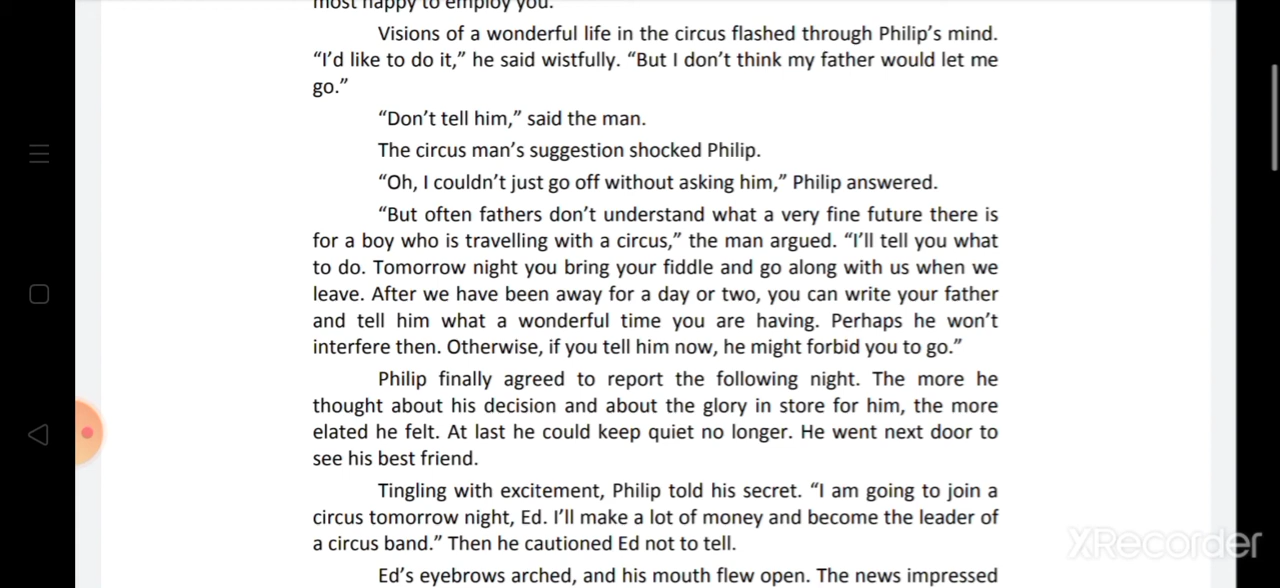 most happy to employ you.
Visions of a wonderful life in the circus flashed through Philip’s mind.
“I’d like to do it,” he said wistfully. “But I don’t think my father would let me
go.”
“Don’t tell him,” said the man.
The circus man’s suggestion shocked Philip.
“Oh, I couldn’t just go off without asking him,” Philip answered.
“But often fathers don’t understand what a very fine future there is
for a boy who is travelling with a circus,” the man argued. “I’ll tell you what
to do. Tomorrow night you bring your fiddle and go along with us when we
leave. After we have been away for a day or two, you can write your father
and tell him what a wonderful time you are having. Perhaps he won’t
interfere then. Otherwise, if you tell him now, he might forbid you to go.”
Philip finally agreed to report the following night. The more he
thought about his decision and about the glory in store for him, the more
elated he felt. At last he could keep quiet no longer. He went next door to
see his best friend.
Tingling with excitement, Philip told his secret. “I am going to join a
circus tomorrow night, Ed. I’ll make a lot of money and become the leader of
a circus band.” Then he cautioned Ed not to tell.
Ed’s eyebrows arched, and his mouth flew open. The news impressed
XRecorder